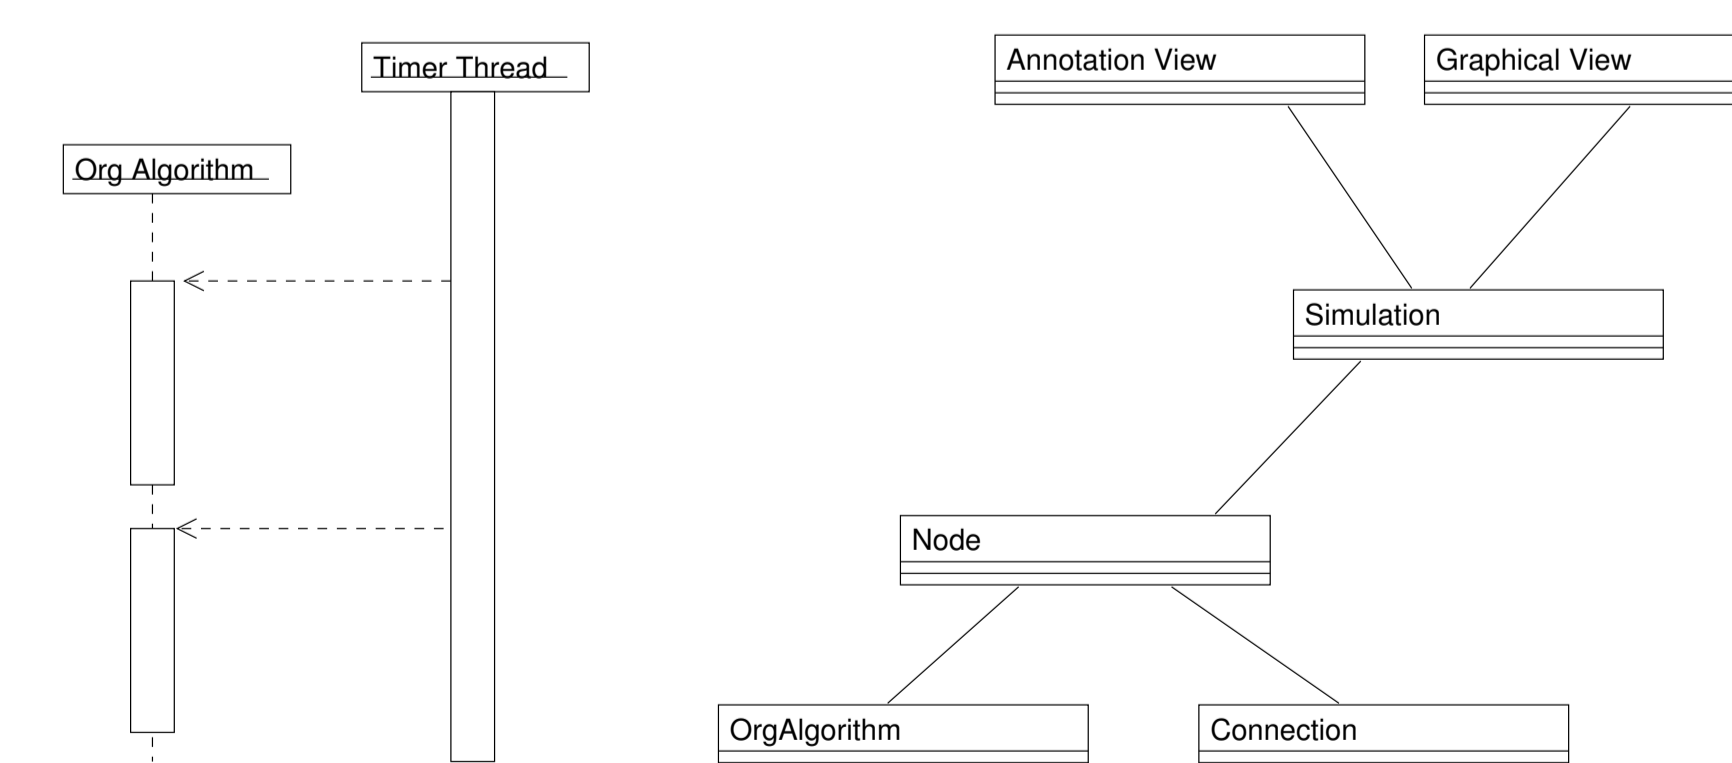 Timer Thread
Org Algorithm
Annotation View
Graphical View
Simulation
Node
OrgAlgorithm
Connection